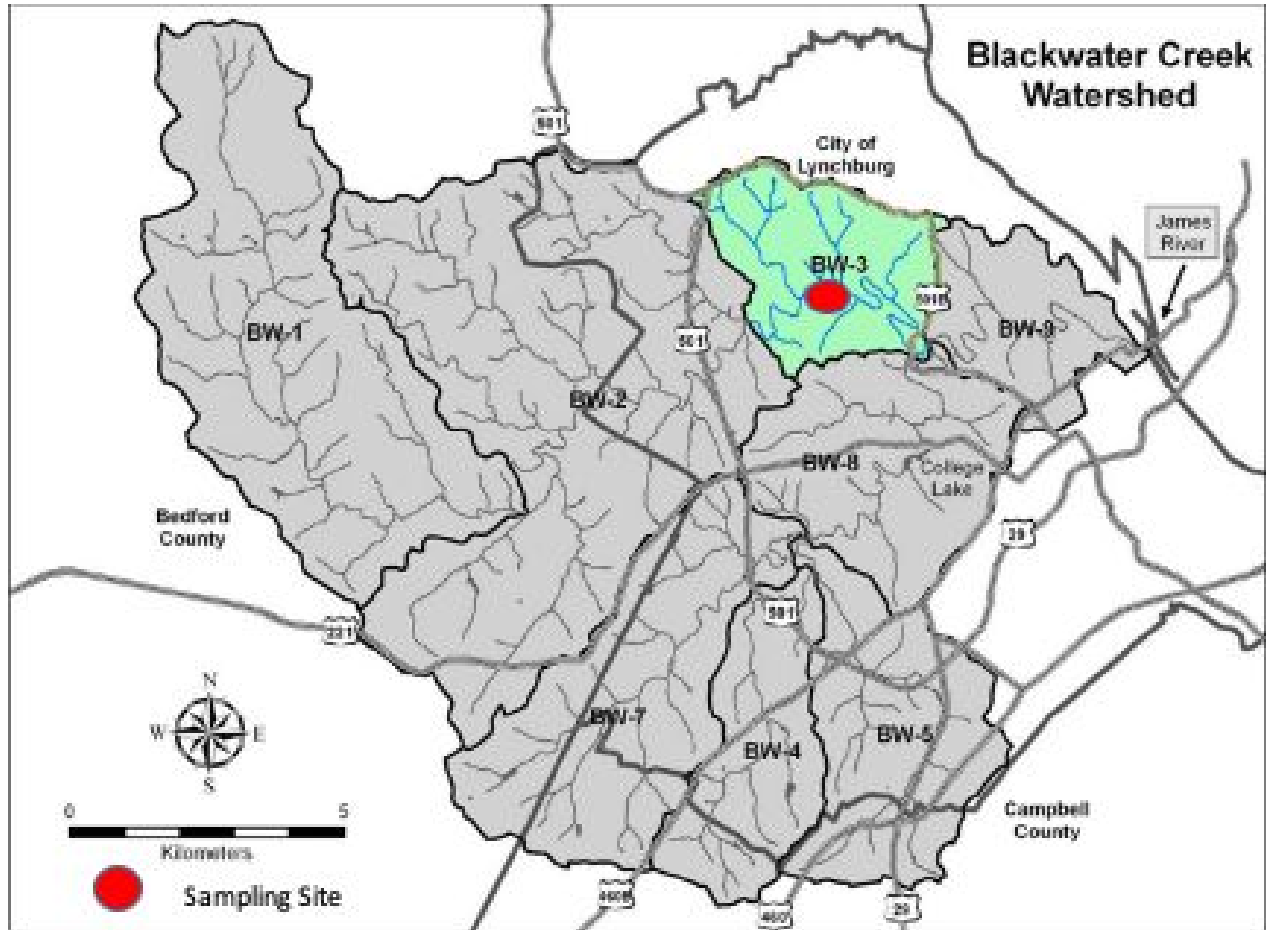 Blackwater Creek
Watershed
501
City of
Lynchburg
James
River
BW-3
BW-1
501
BW-9
BW-2
BW-8
College
Lake
Bedford
County
29
221
501
N
W E
S
BW-7
BW-4
BW-5
0 5
Kilometers
Campbell
County
Sampling Site
460
29